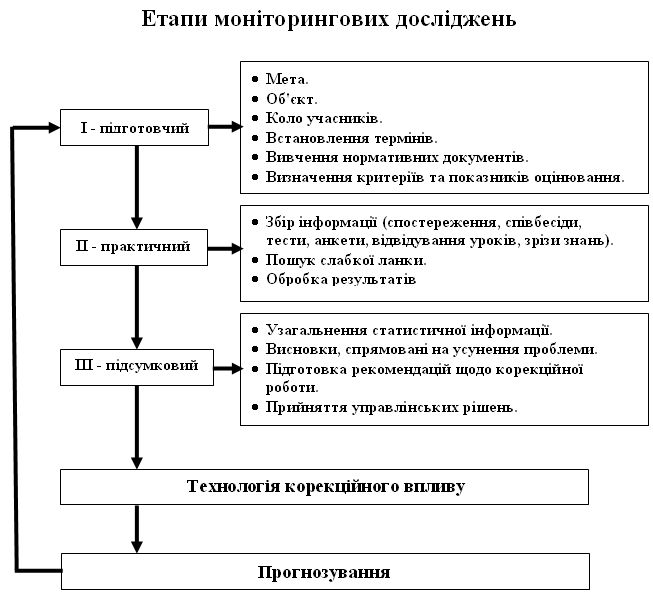 Етапи моніторингових досліджень
І - підготовчий
• Мета.
• Об'єкт.
• Коло учасників.
• Встановлення термінів.
• Вивчення нормативних документів.
• Визначення критеріїв та показників оцінювання.
ІІ - практичний
• Збір інформації (спостереження, співбесіди,
тести, анкети, відвідування уроків, зрізи знань).
• Пошук слабкої ланки.
• Обробка результатів
ІІІ - підсумковий
• Узагальнення статистичної інформації.
• Висновки, спрямовані на усунення проблеми.
• Підготовка рекомендацій щодо корекційної
роботи.
• Прийняття управлінських рішень.
Технологія корекційного впливу
Прогнозування